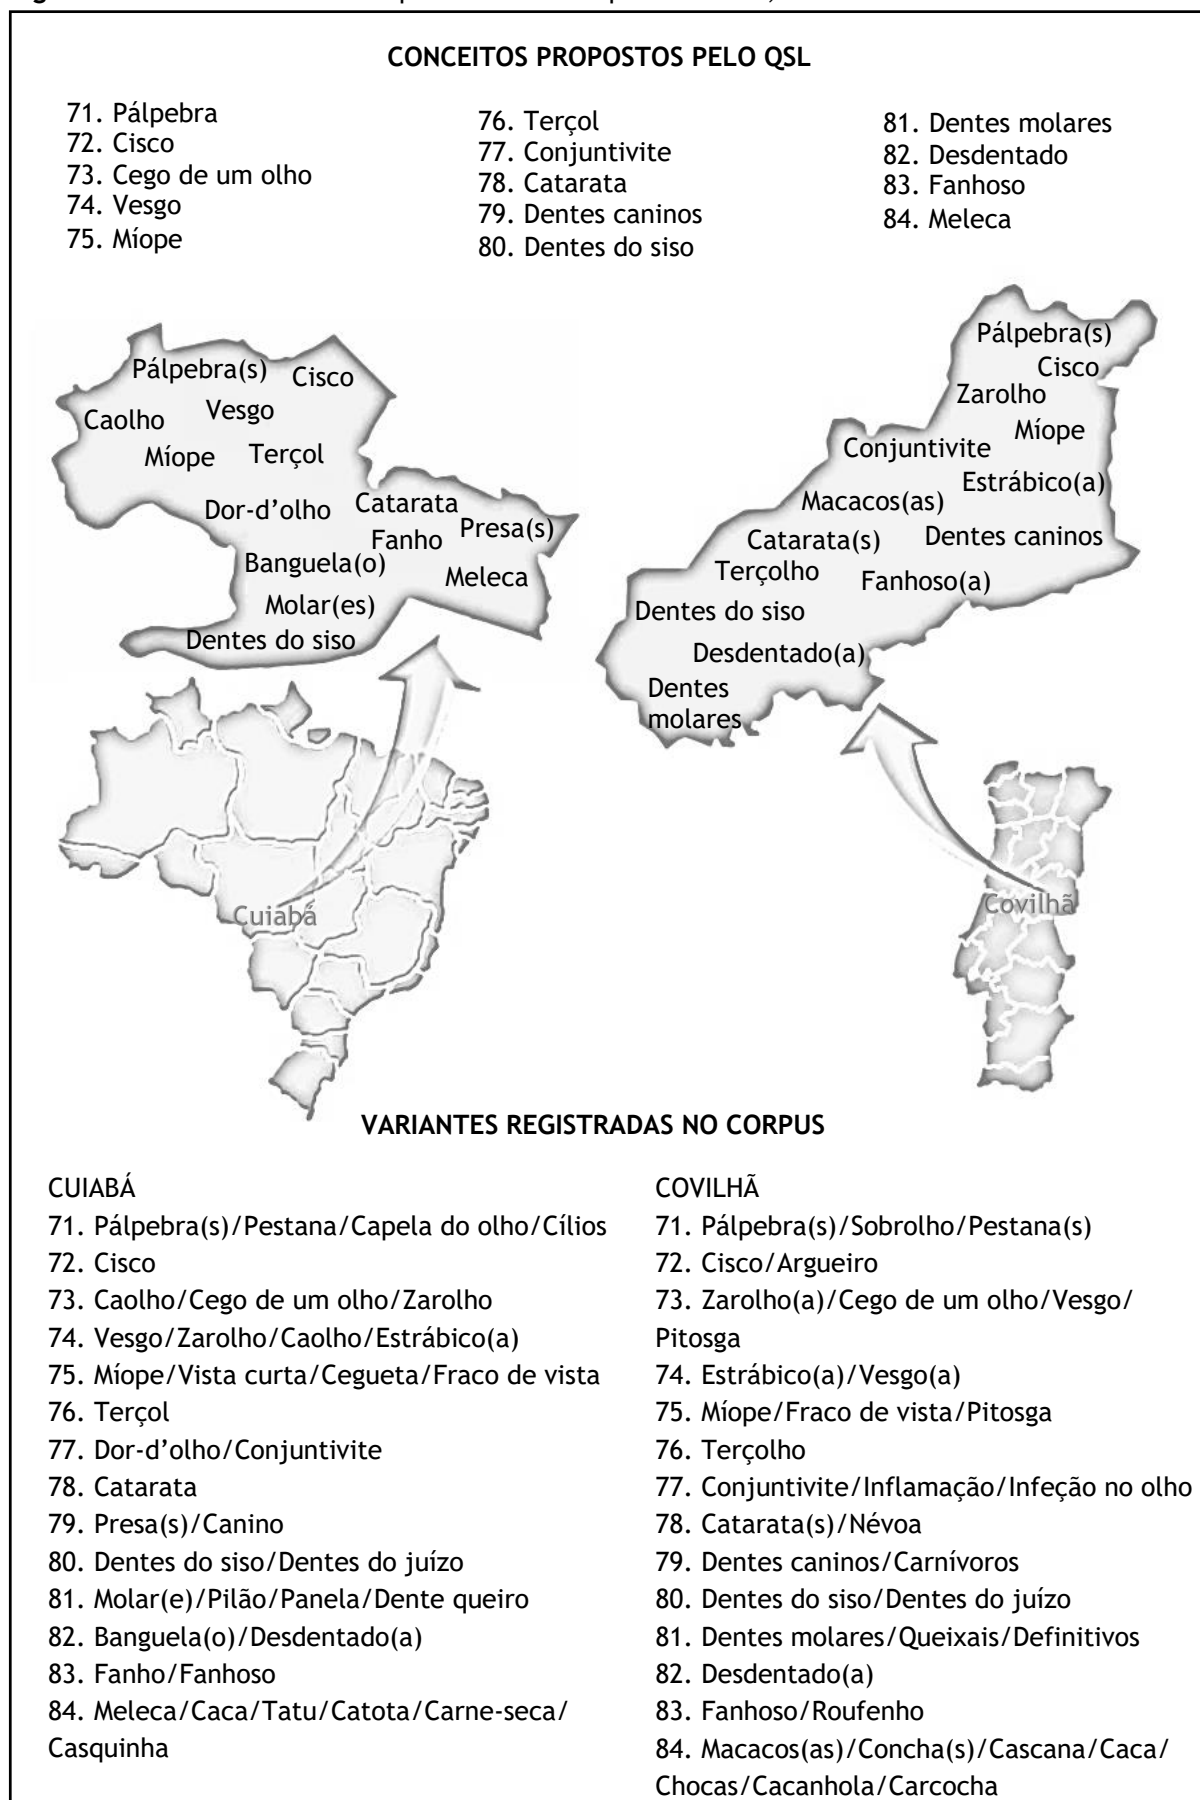 CONCEITOS PROPOSTOS PELO QSL
71. Pálpebra
72. Cisco
73. Cego de um olho
74. Vesgo
75. Míope
76. Terçol
77. Conjuntivite
78. Catarata
79. Dentes caninos
80. Dentes do siso
81. Dentes molares
82. Desdentado
83. Fanhoso
84. Meleca
Pálpebra(s)
Cisco
Caolho
Vesgo
Míope
Terçol
Dor-d’olho
Catarata
Fanho
Presa(s)
Banguela(o)
Meleca
Molar(es)
Dentes do siso
Pálpebra(s)
Cisco
Zarolho
Míope
Conjuntivite
Estrábico(a)
Macacos(as)
Dentes caninos
Catarata(s)
Terçolho
Fanhoso(a)
Dentes do siso
Desdentado(a)
Dentes
molares
Cuiabá
Covilhã
VARIANTES REGISTRADAS NO CORPUS
CUIABÁ
71. Pálpebra(s)/Pestana/Capela do olho/Cílios
72. Cisco
73. Caolho/Cego de um olho/Zarolho
74. Vesgo/Zarolho/Caolho/Estrábico(a)
75. Míope/Vista curta/Cegueta/Fraco de vista
76. Terçol
77. Dor-d’olho/Conjuntivite
78. Catarata
79. Presa(s)/Canino
80. Dentes do siso/Dentes do juízo
81. Molar(e)/Pilão/Panela/Dente queiro
82. Banguela(o)/Desdentado(a)
83. Fanho/Fanhoso
84. Meleca/Caca/Tatu/Catota/Carne-seca/
Casquinha
COVILHÃ
71. Pálpebra(s)/Sobrolho/Pestana(s)
72. Cisco/Argueiro
73. Zarolho(a)/Cego de um olho/Vesgo/
Pitosga
74. Estrábico(a)/Vesgo(a)
75. Míope/Fraco de vista/Pitosga
76. Terçolho
77. Conjuntivite/Inflamação/Infeção no olho
78. Catarata(s)/Névoa
79. Dentes caninos/Carnívoros
80. Dentes do siso/Dentes do juízo
81. Dentes molares/Queixais/Definitivos
82. Desdentado(a)
83. Fanhoso/Roufenho
84. Macacos(as)/Concha(s)/Cascana/Caca/
Chocas/Cacanhola/Carcocha